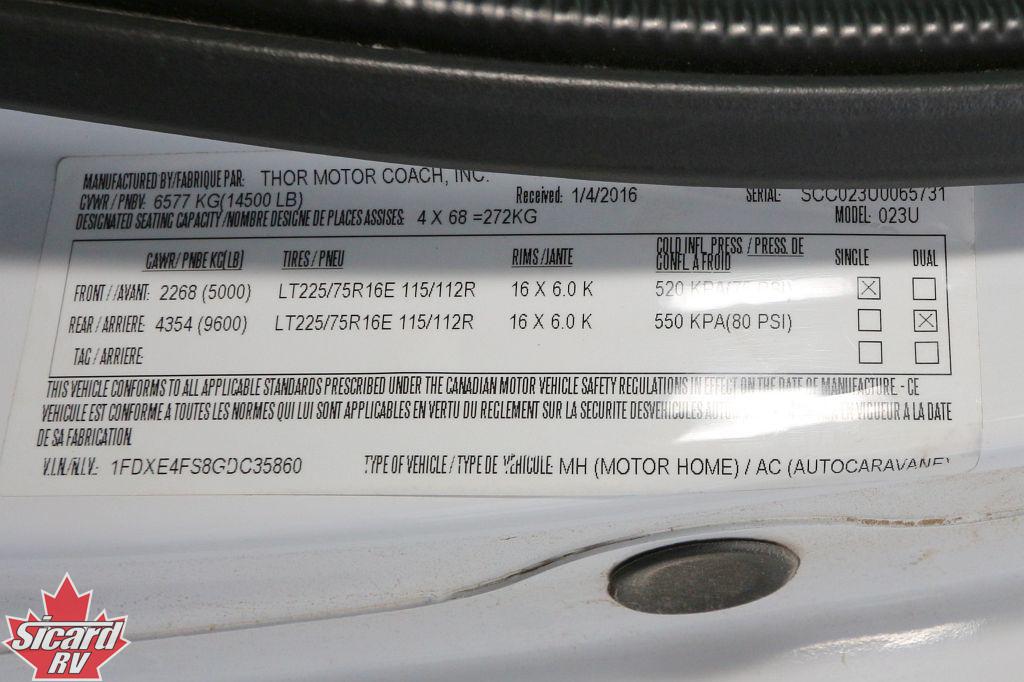 MANUFACTURED BY/FABRIQUE PAR: THOR MOTOR COACH, INC.
GVWR / PNBV: 6577 KG(14500 LB) Received: 1/4/2016 SERIAL: SCC023U0065731
DESIGNATED SEATING CAPACITY /NOMBRE DESIGNE DE PLACES ASSISES: 4 X 68 =272KG MODEL: 023U
GAWR/ PNBE KG(LB) TIRES / PNEU RIMS / JANTE COLD INFL. PRESS / PRESS. DE GONFL A FROID SINGLE DUAL
FRONT / /AVANT: 2268 (5000) LT225/75R16E 115/112R 16 X 6.0 K 520 KPA(75 PSI)
REAR / ARRIERE: 4354 (9600) LT225/75R16E 115/112R 16 X 6.0 K 550 KPA(80 PSI)
TAG / ARRIERE:
THIS VEHICLE CONFORMS TO ALL APPLICABLE STANDARDS PRESCRIBED UNDER THE CANADIAN MOTOR VEHICLE SAFETY REGULATIONS IN EFFECT ON THE DATE OF MANUFACTURE. - CE
VEHICULE EST CONFORME A TOUTES LES NORMES QUI LUI SONT APPLICABLES EN VERTU DU REGLEMENT SUR LA SECURITE DES VEHICULES EN VIGUEUR A LA DATE
DE SA FABRICATION.
V.I.N./N.I.V.: 1FDXE4FS8GDC35860 TYPE OF VEHICLE / TYPE DE VEHICULE: MH (MOTOR HOME) / AC (AUTOCARAVANE)
Sicard
RV